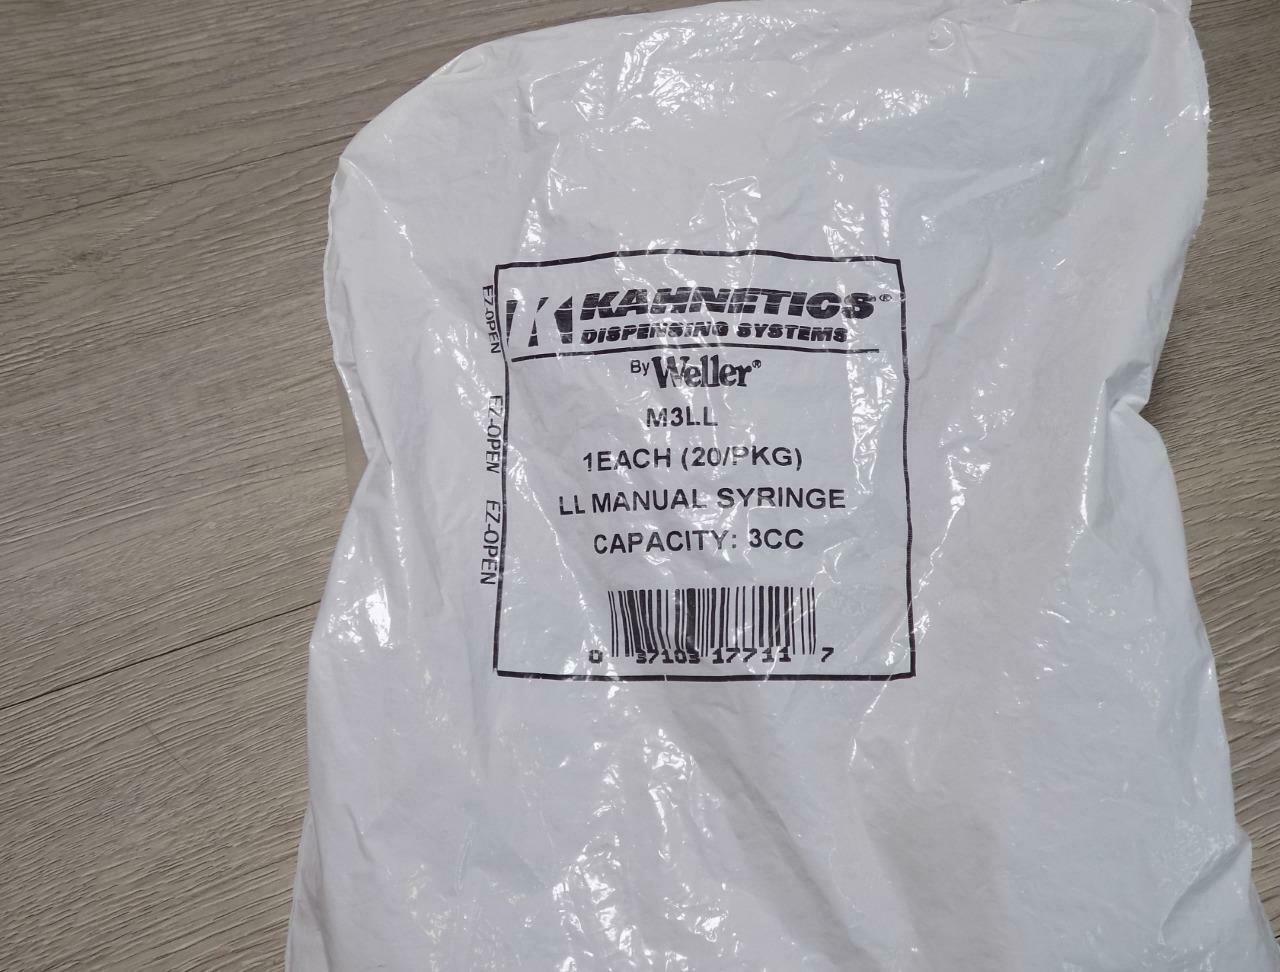 KAHNETICS®
DISPENSING SYSTEMS
By Weller®
M3LL
1EACH (20/PKG)
LL MANUAL SYRINGE
CAPACITY: 3CC
0 37103 17711 7
EZ-OPEN
EZ-OPEN
EZ-OPEN